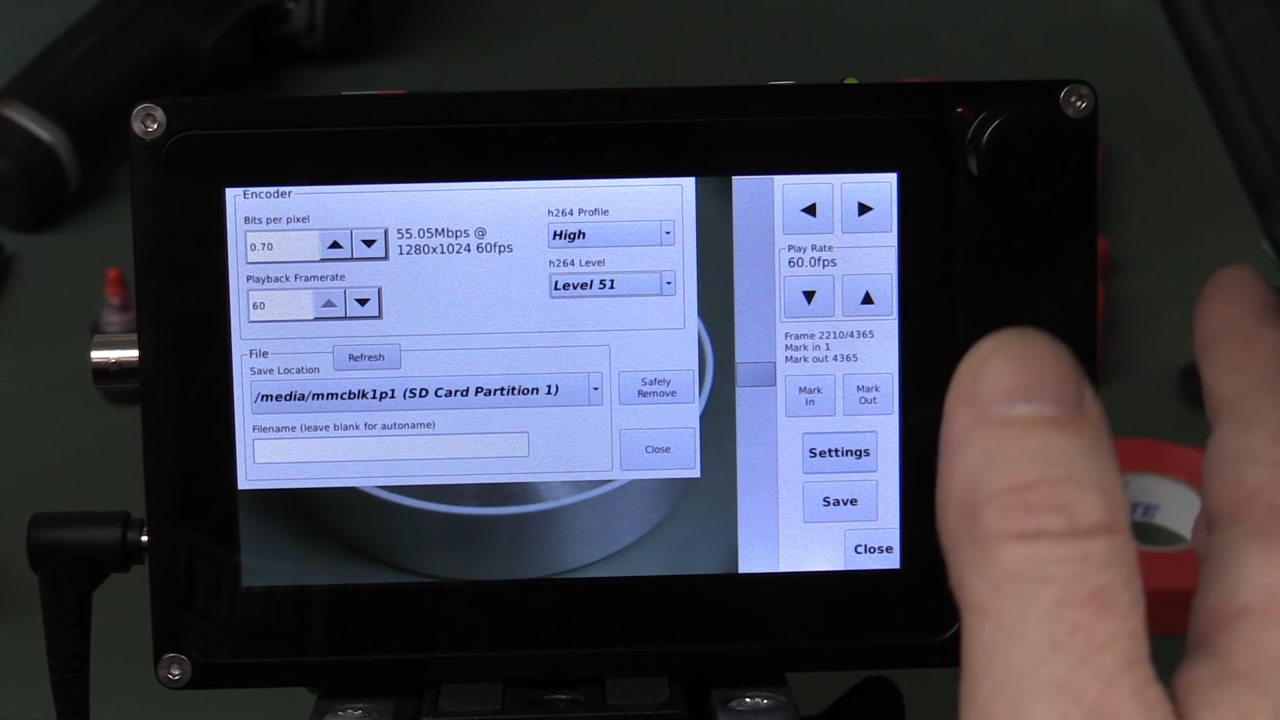 Encoder
Bits per pixel
0.70
55.05Mbps @
1280x1024 60fps
h264 Profile
High
Playback Framerate
60
h264 Level
Level 51
File
Refresh
Save Location
/media/mmcblk1p1 (SD Card Partition 1)
Safely
Remove
Filename (leave blank for autoname)
Close
Play Rate
60.0fps
Frame 2210/4365
Mark in 1
Mark out 4365
Mark
In
Mark
Out
Settings
Save
Close